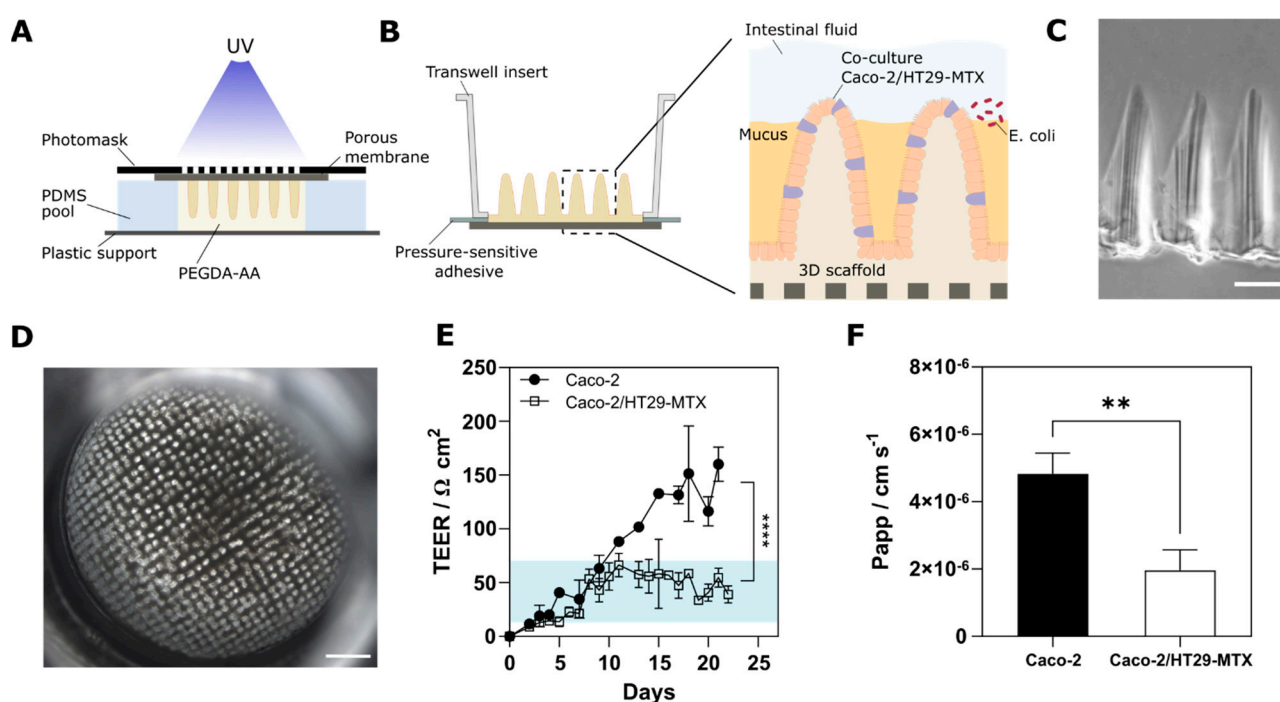 A
UV
Photomask
Porous
membrane
PDMS
pool
Plastic support
PEGDA-AA
B
Transwell insert
Pressure-sensitive
adhesive
Intestinal fluid
Co-culture
Caco-2/HT29-MTX
Mucus
E. coli
3D scaffold
C
D
E
250
200
150
100
50
0
TEER / Ω cm²
Caco-2
Caco-2/HT29-MTX
****
0 5 10 15 20 25
Days
F
8×10⁻⁶
6×10⁻⁶
4×10⁻⁶
2×10⁻⁶
0
Papp / cm s⁻¹
**
Caco-2 Caco-2/HT29-MTX